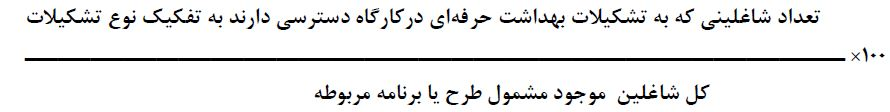 تعداد شاغلینی که به تشکیلات بهداشت حرفه‌ای درکارگاه دسترسی دارند به تفکیک نوع تشکیلات
×۱۰۰
کل شاغلین موجود مشمول طرح یا برنامه مربوطه